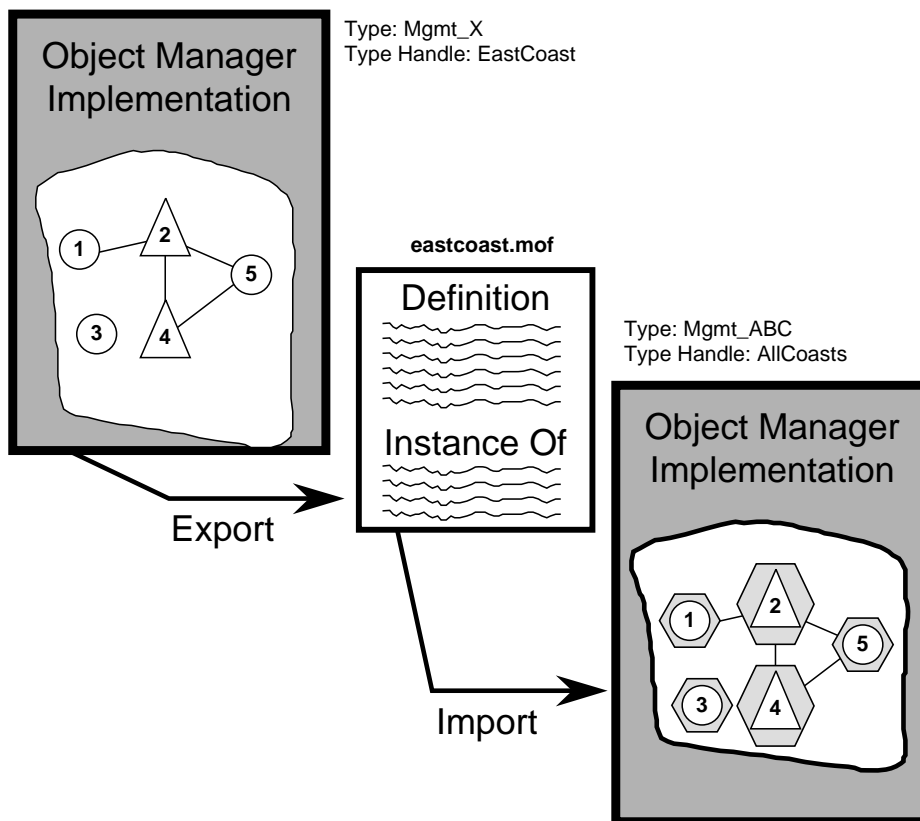 Object Manager
Implementation
Type: Mgmt_X
Type Handle: EastCoast
1
2
5
3
4
eastcoast.mof
Definition
Instance Of
Export
Type: Mgmt_ABC
Type Handle: AllCoasts
Object Manager
Implementation
1
2
5
3
4
Import